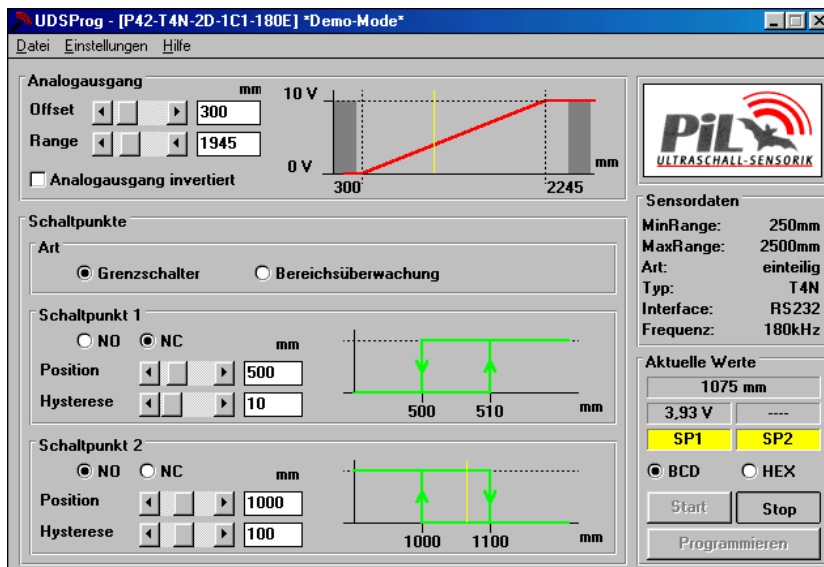 UDSProg - [P42-T4N-2D-1C1-180E] *Demo-Mode*
Datei Einstellungen Hilfe
Analogausgang
mm
Offset 300
Range 1945
Analogausgang invertiert
10 V
0 V
300 2245 mm
Schaltpunkte
Art
Grenzschalter Bereichsüberwachung
Schaltpunkt 1
NO NC mm
Position 500
Hysterese 10
500 510 mm
Schaltpunkt 2
NO NC mm
Position 1000
Hysterese 100
1000 1100 mm
PiL
ULTRASCHALL-SENSORIK
Sensordaten
MinRange: 250mm
MaxRange: 2500mm
Art: einteilig
Typ: T4N
Interface: RS232
Frequenz: 180kHz
Aktuelle Werte
1075 mm
3,93 V ----
SP1 SP2
BCD HEX
Start Stop
Programmieren